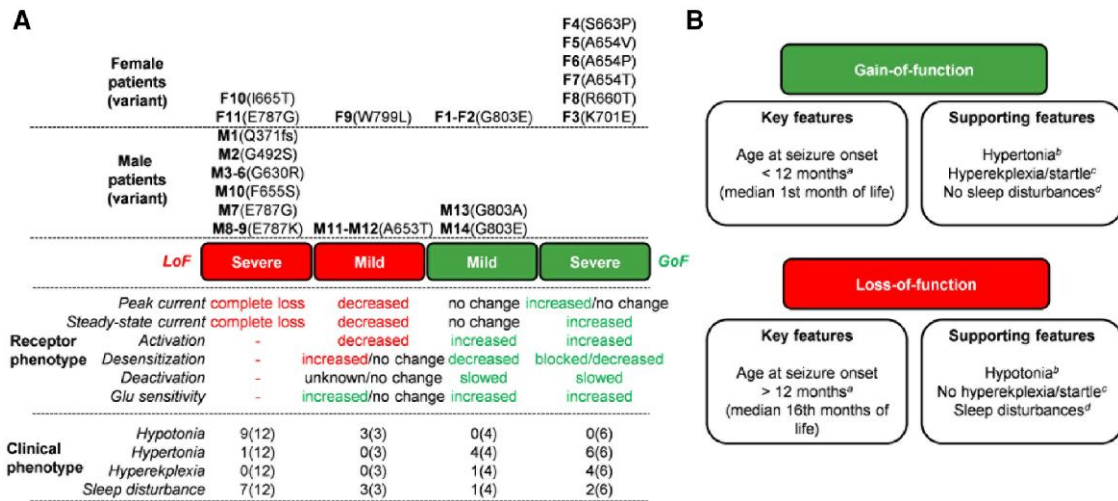 A
Female
patients
(variant)
F10(I665T)
F11(E787G)
F9(W799L)
F1-F2(G803E)
F4(S663P)
F5(A654V)
F6(A654P)
F7(A654T)
F8(R660T)
F3(K701E)
Male
patients
(variant)
M1(Q371fs)
M2(G492S)
M3-6(G630R)
M10(F655S)
M7(E787G)
M8-9(E787K)
M11-M12(A653T)
M13(G803A)
M14(G803E)
LoF Severe Mild Mild Severe GoF
Receptor
phenotype
Peak current complete loss decreased no change increased/no change
Steady-state current complete loss decreased no change increased
Activation - decreased increased increased
Desensitization - increased/no change decreased blocked/decreased
Deactivation - unknown/no change slowed slowed
Glu sensitivity - increased/no change increased increased
Clinical
phenotype
Hypotonia 9(12) 3(3) 0(4) 0(6)
Hypertonia 1(12) 0(3) 4(4) 6(6)
Hyperekplexia 0(12) 0(3) 1(4) 4(6)
Sleep disturbance 7(12) 3(3) 1(4) 2(6)
B
Gain-of-function
Key features
Age at seizure onset
< 12 monthsᵃ
(median 1st month of life)
Supporting features
Hypertoniaᵇ
Hyperekplexia/startleᶜ
No sleep disturbancesᵈ
Loss-of-function
Key features
Age at seizure onset
> 12 monthsᵃ
(median 16th months of
life)
Supporting features
Hypotoniaᵇ
No hyperekplexia/startleᶜ
Sleep disturbancesᵈ